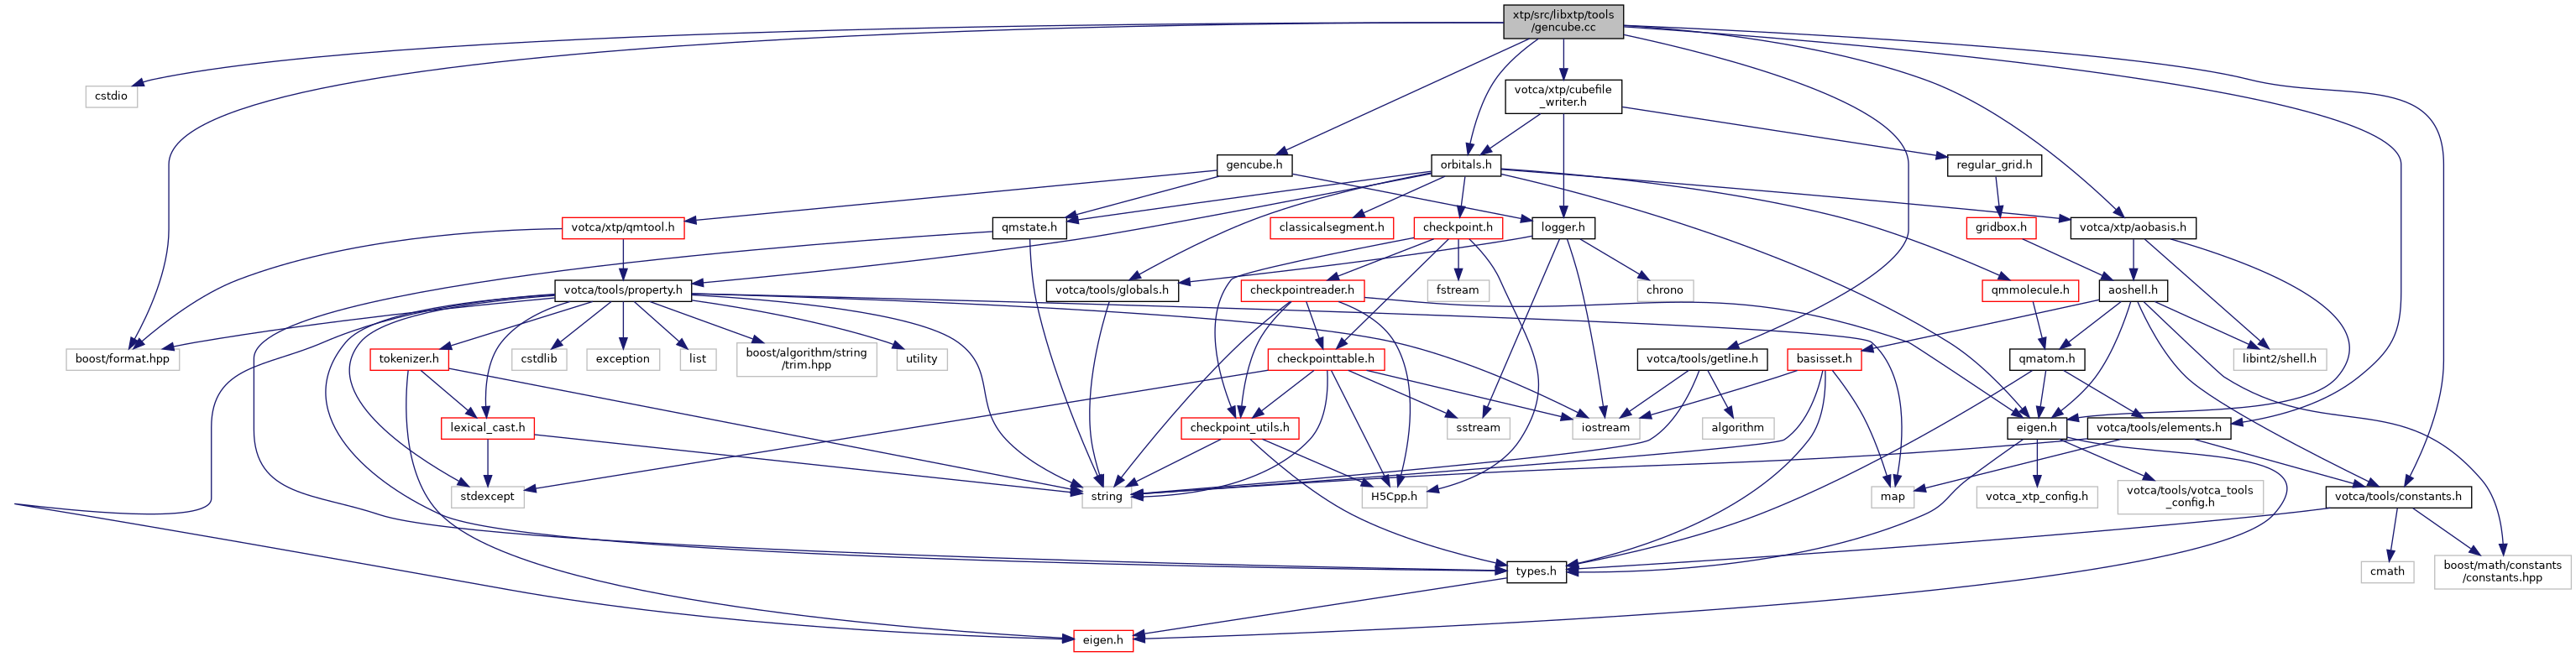 xtp/src/libxtp/tools
/gencube.cc
cstdio
votca/xtp/cubefile
_writer.h
gencube.h
orbitals.h
regular_grid.h
votca/xtp/qmtool.h
qmstate.h
classicalsegment.h
checkpoint.h
logger.h
gridbox.h
votca/xtp/aobasis.h
votca/tools/property.h
votca/tools/globals.h
checkpointreader.h
fstream
chrono
qmmolecule.h
aoshell.h
boost/format.hpp
tokenizer.h
cstdlib
exception
list
boost/algorithm/string
/trim.hpp
utility
checkpointtable.h
votca/tools/getline.h
basisset.h
qmatom.h
libint2/shell.h
lexical_cast.h
checkpoint_utils.h
sstream
iostream
algorithm
eigen.h
votca/tools/elements.h
stdexcept
string
H5Cpp.h
map
votca_xtp_config.h
votca/tools/votca_tools
_config.h
votca/tools/constants.h
types.h
cmath
boost/math/constants
/constants.hpp
eigen.h